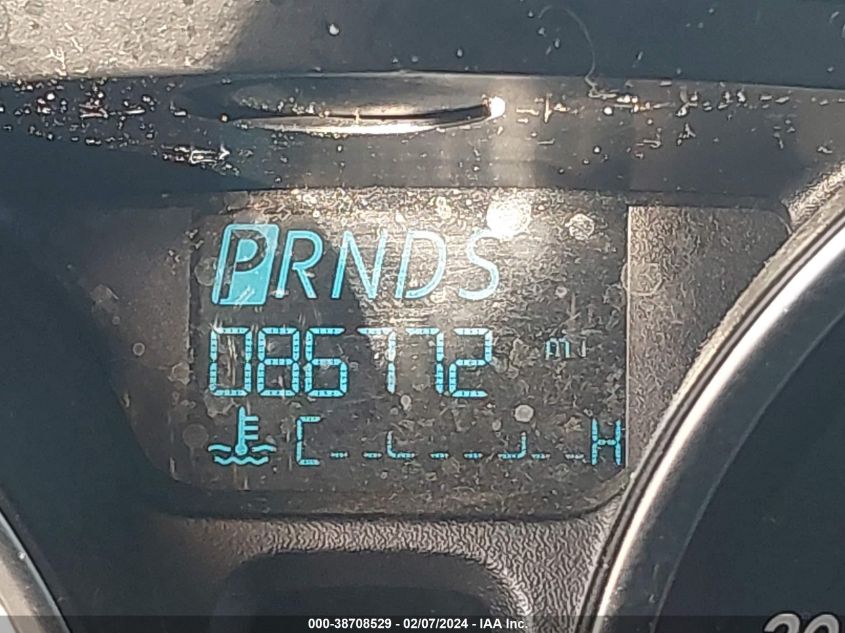 PRNDS
086772 mi
C H
000-38708529 - 02/07/2024 - IAA Inc.